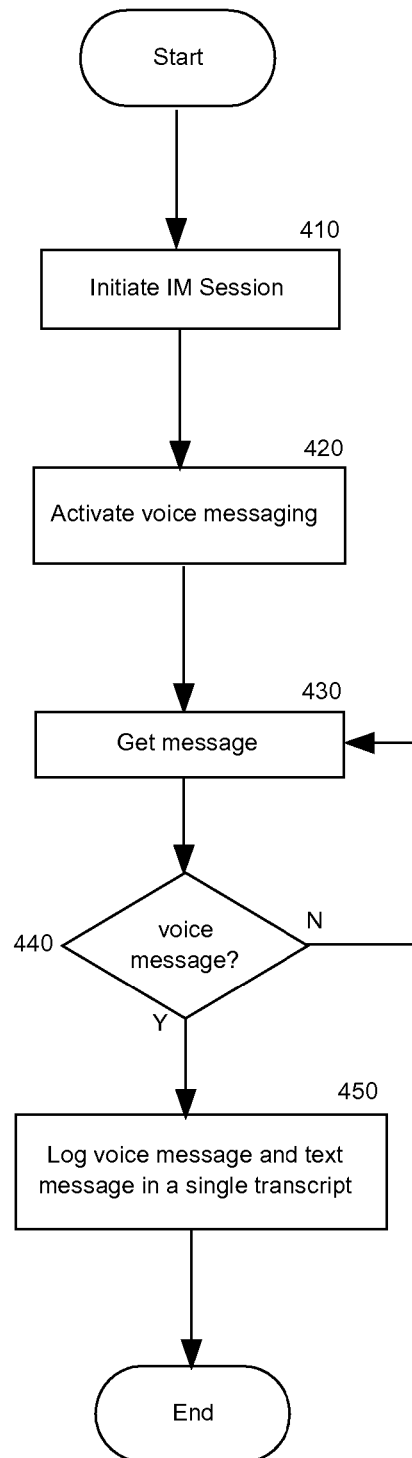 Start
410
Initiate IM Session
420
Activate voice messaging
430
Get message
voice
message?
440
N
Y
450
Log voice message and text
message in a single transcript
End